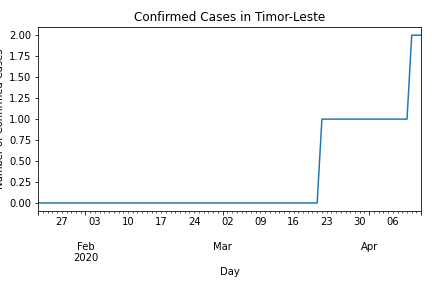 Confirmed Cases in Timor-Leste
2.00
1.75
1.50
1.25
1.00
0.75
0.50
0.25
0.00
Number of Confirmed Cases
27 03 10 17 24 02 09 16 23 30 06
Feb Mar Apr
2020
Day